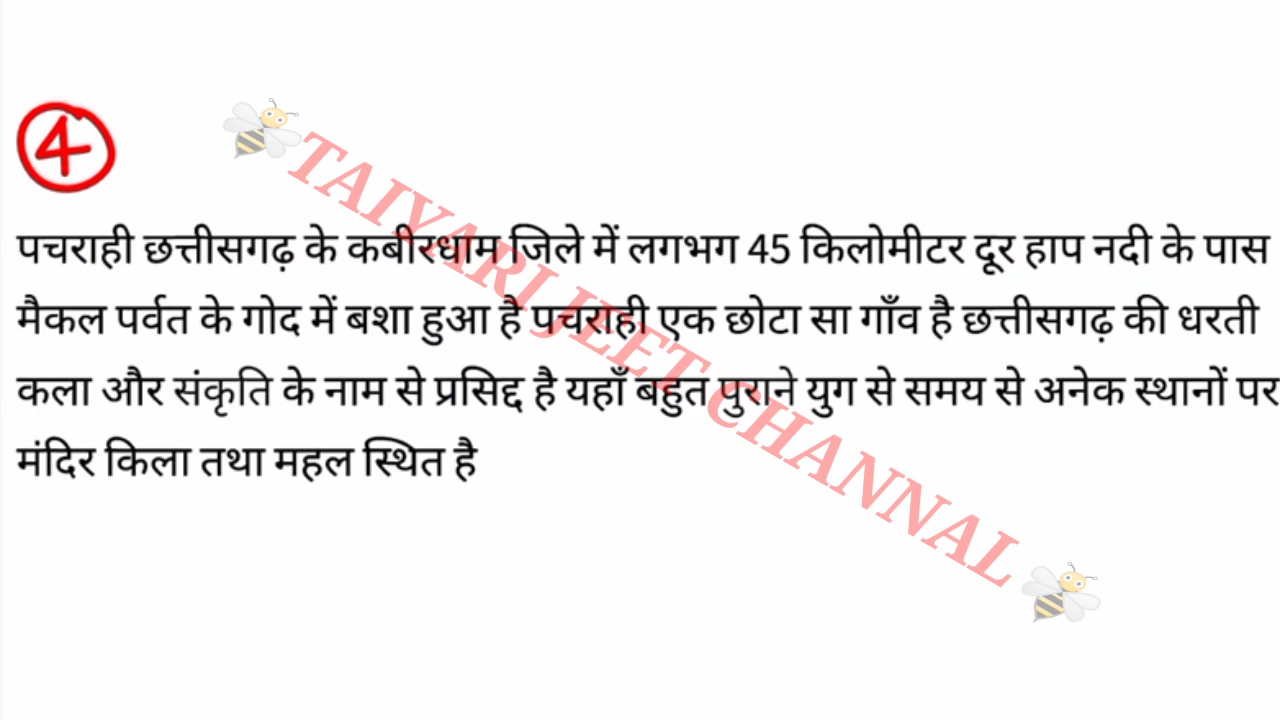 4
पचराही छत्तीसगढ़ के कबीरधाम जिले में लगभग 45 किलोमीटर दूर हाप नदी के पास
मैकल पर्वत के गोद में बशा हुआ है पचराही एक छोटा सा गाँव है छत्तीसगढ़ की धरती
कला और संकृति के नाम से प्रसिद्द है यहाँ बहुत पुराने युग से समय से अनेक स्थानों पर
मंदिर किला तथा महल स्थित है
TAIYARI JEET CHANNAL